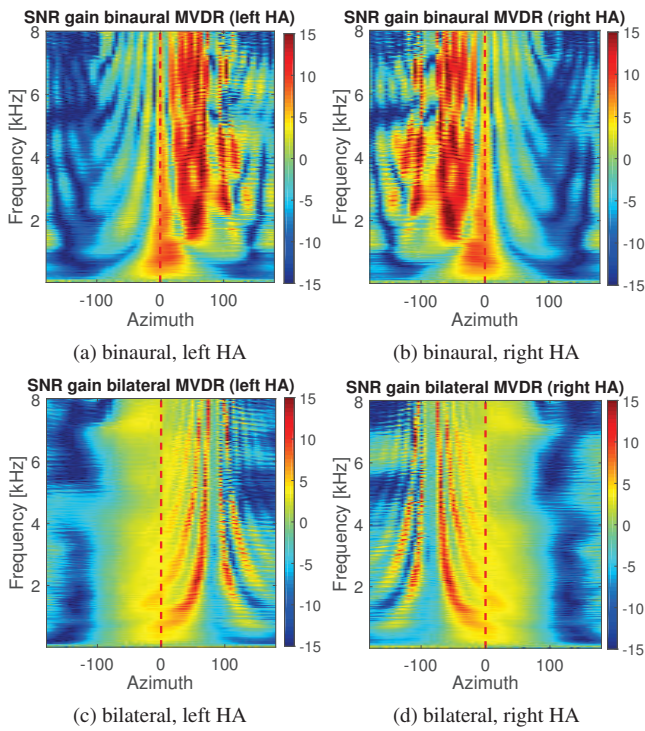 SNR gain binaural MVDR (left HA)
8
6
4
2
Frequency [kHz]
-100 0 100
Azimuth
15
10
5
0
-5
-10
-15
(a) binaural, left HA
SNR gain binaural MVDR (right HA)
8
6
4
2
Frequency [kHz]
-100 0 100
Azimuth
15
10
5
0
-5
-10
-15
(b) binaural, right HA
SNR gain bilateral MVDR (left HA)
8
6
4
2
Frequency [kHz]
-100 0 100
Azimuth
15
10
5
0
-5
-10
-15
(c) bilateral, left HA
SNR gain bilateral MVDR (right HA)
8
6
4
2
Frequency [kHz]
-100 0 100
Azimuth
15
10
5
0
-5
-10
-15
(d) bilateral, right HA